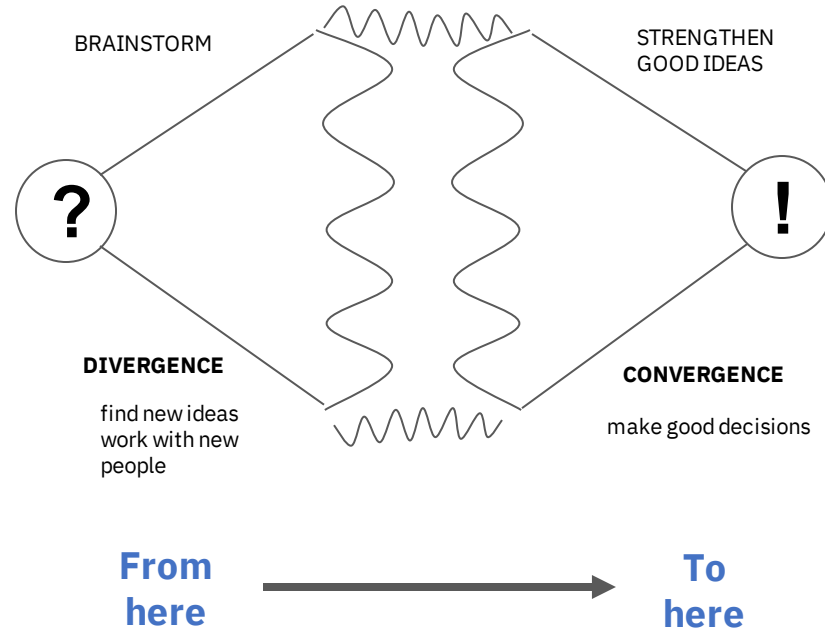 BRAINSTORM
STRENGTHEN
GOOD IDEAS
?
!
DIVERGENCE
find new ideas
work with new
people
CONVERGENCE
make good decisions
From
here
To
here